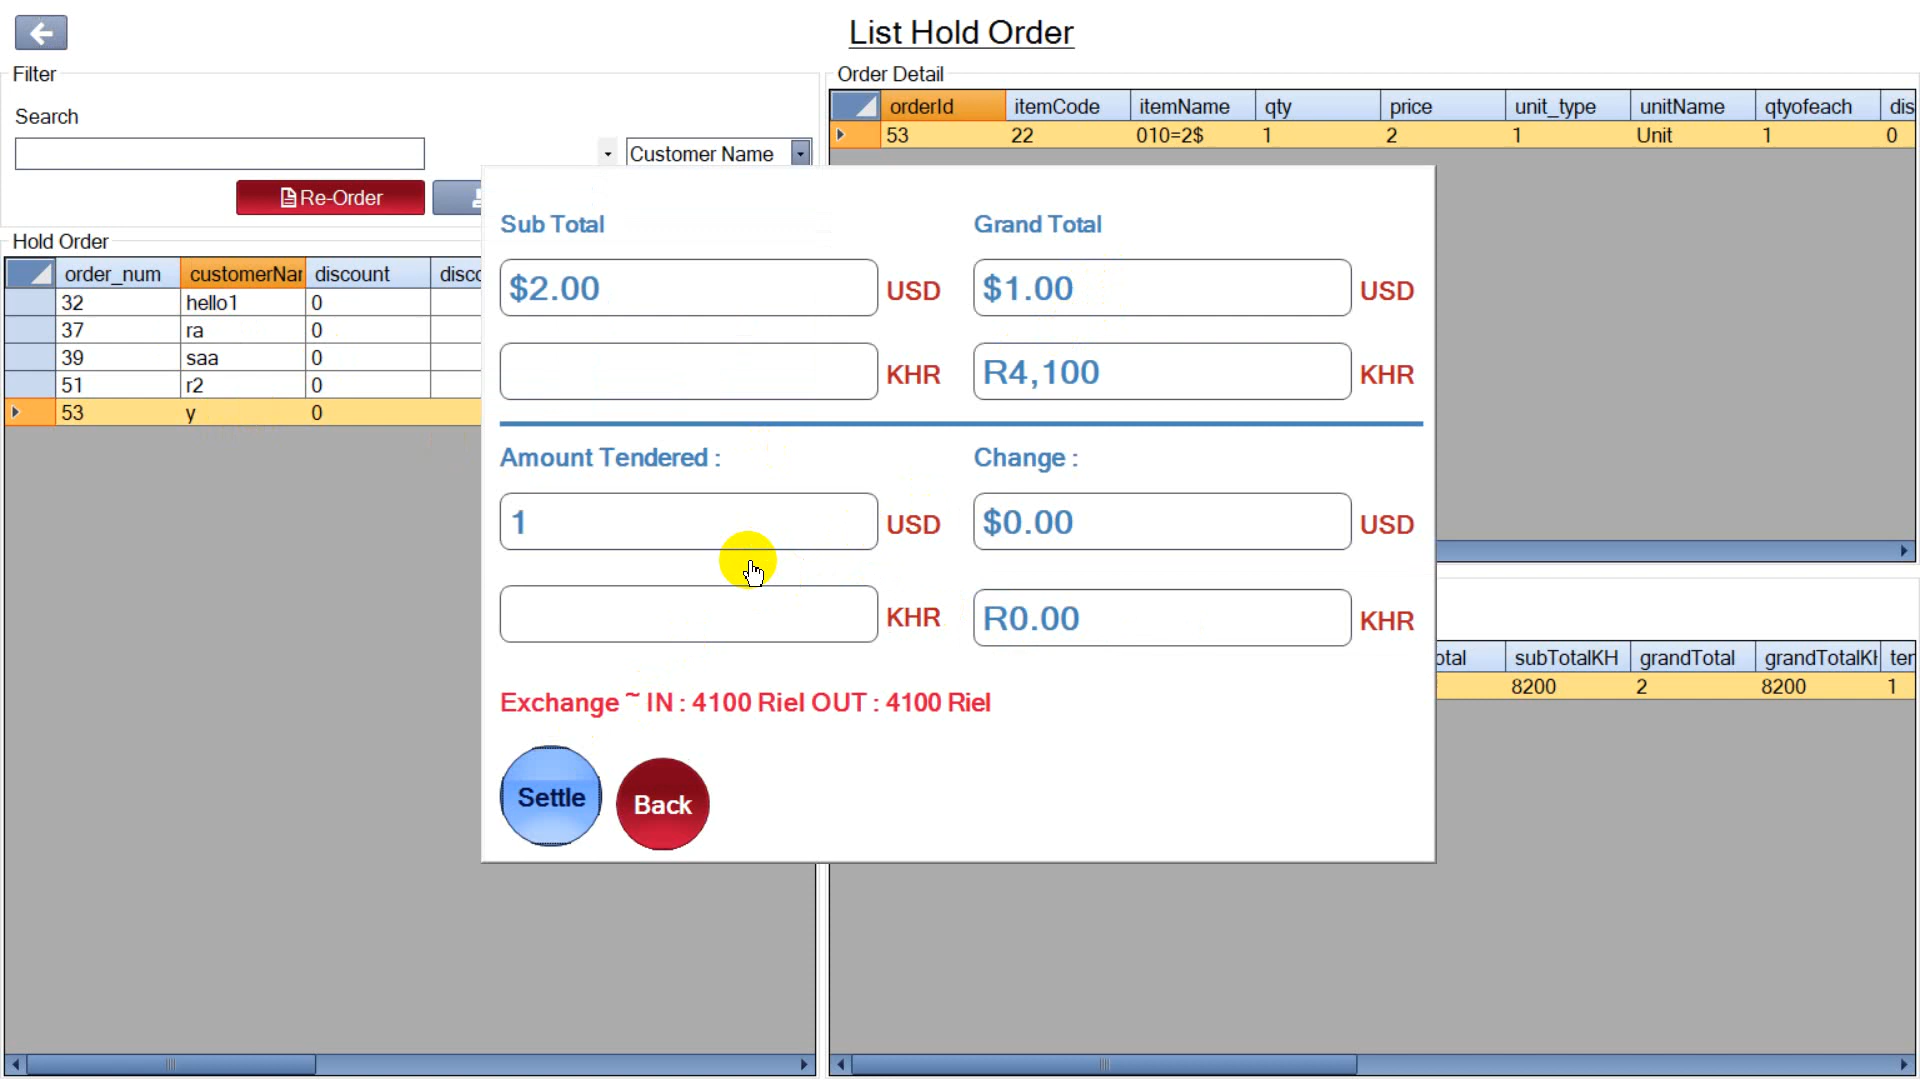 List Hold Order
Filter
Search
Customer Name
Re-Order
Hold Order
order_num customerNar discount disco
32 hello1 0
37 ra 0
39 saa 0
51 r2 0
53 y 0
Order Detail
orderId itemCode itemName qty price unit_type unitName qtyofeach dis
53 22 010=2$ 1 2 1 Unit 1 0
Sub Total Grand Total
$2.00 USD $1.00 USD
KHR R4,100 KHR
Amount Tendered : Change :
1 USD $0.00 USD
KHR R0.00 KHR
Exchange ~ IN : 4100 Riel OUT : 4100 Riel
Settle Back
otal subTotalKH grandTotal grandTotalKI ter
8200 2 8200 1